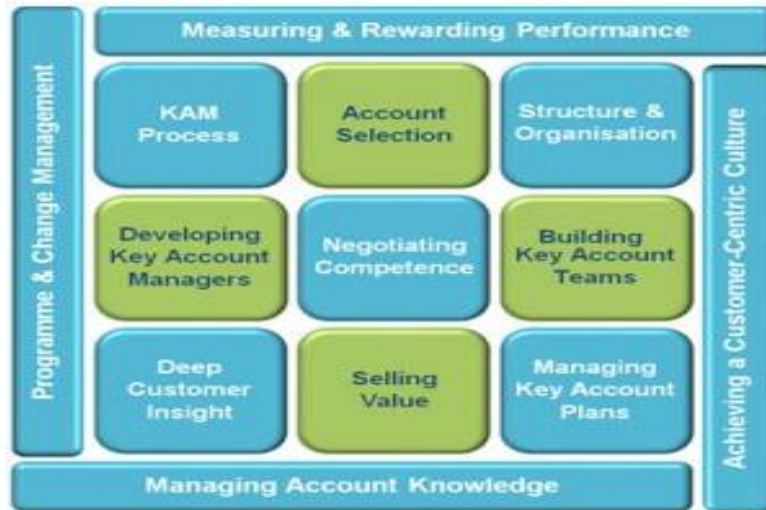 Measuring & Rewarding Performance
Programme & Change Management
KAM
Process
Account
Selection
Structure &
Organisation
Developing
Key Account
Managers
Negotiating
Competence
Building
Key Account
Teams
Deep
Customer
Insight
Selling
Value
Managing
Key Account
Plans
Achieving a Customer-Centric Culture
Managing Account Knowledge